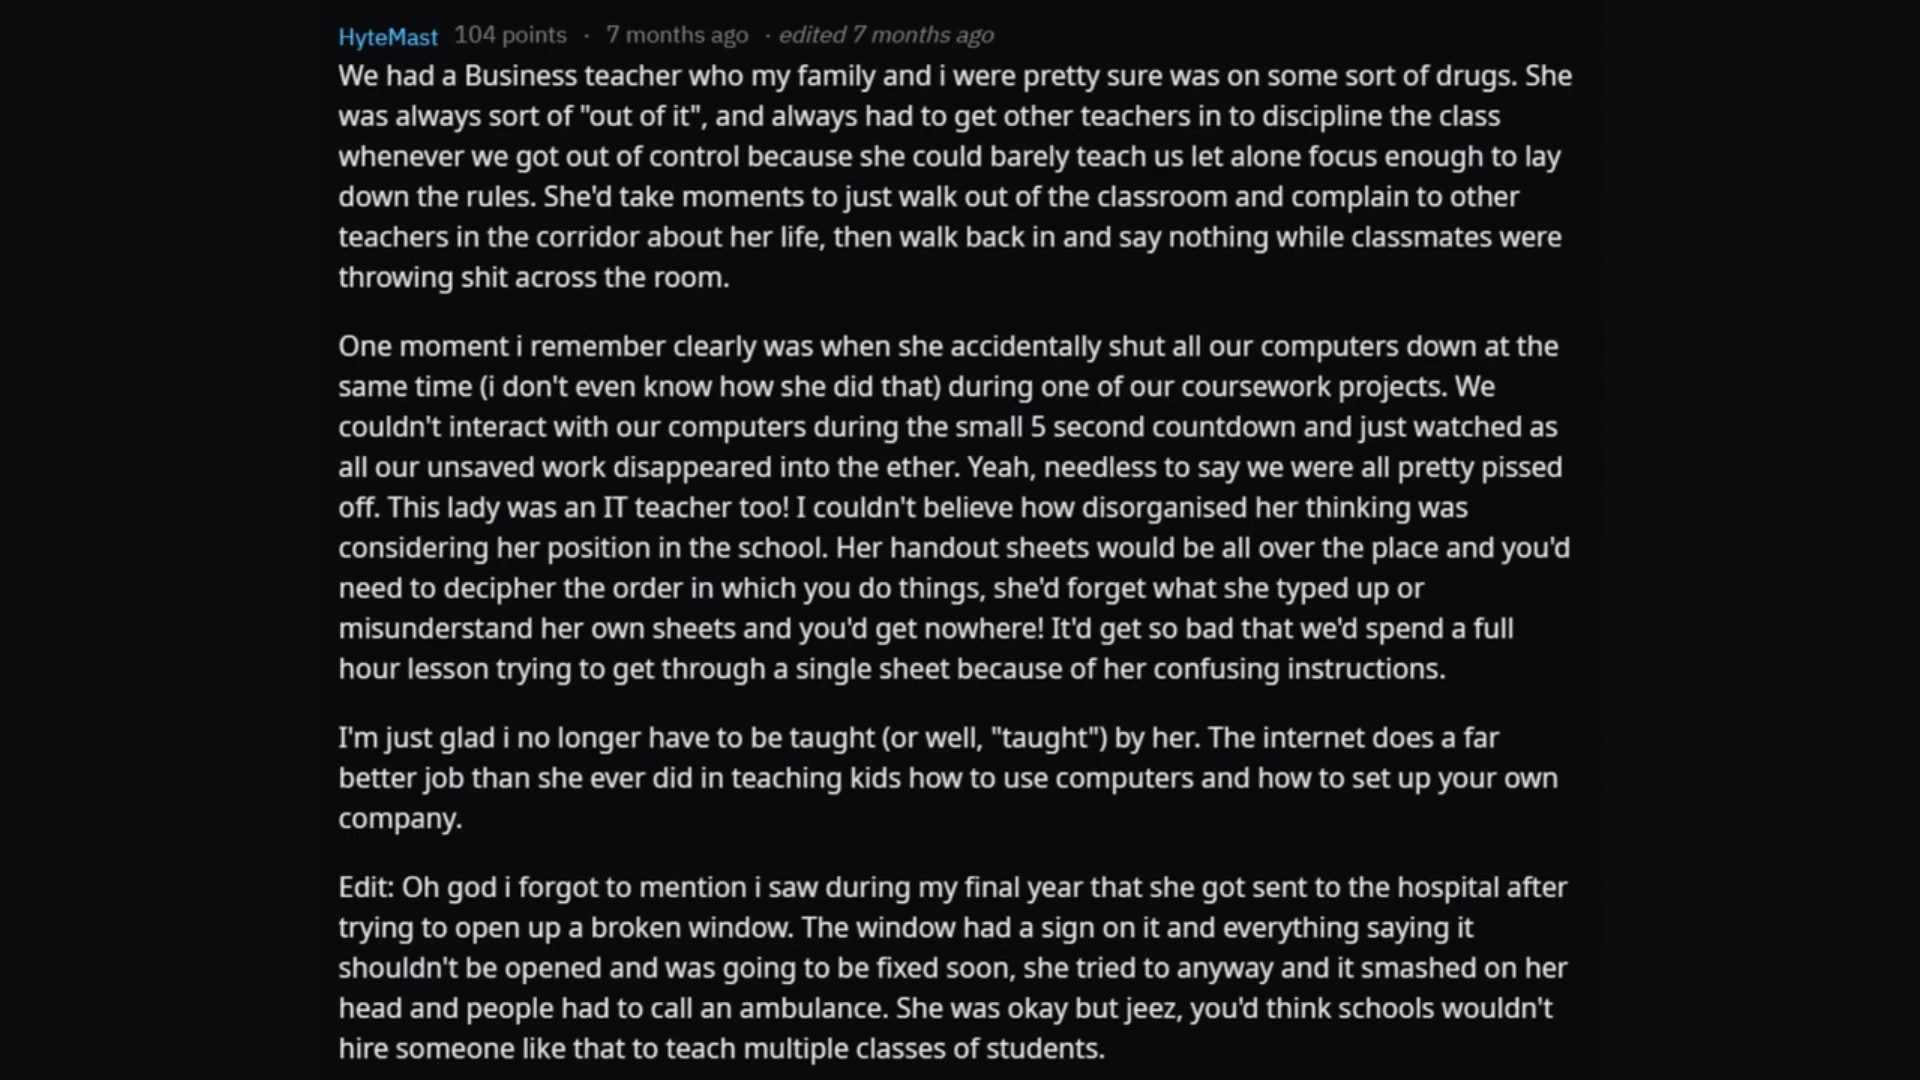 HyteMast 104 points · 7 months ago · edited 7 months ago
We had a Business teacher who my family and i were pretty sure was on some sort of drugs. She
was always sort of "out of it", and always had to get other teachers in to discipline the class
whenever we got out of control because she could barely teach us let alone focus enough to lay
down the rules. She'd take moments to just walk out of the classroom and complain to other
teachers in the corridor about her life, then walk back in and say nothing while classmates were
throwing shit across the room.
One moment i remember clearly was when she accidentally shut all our computers down at the
same time (i don't even know how she did that) during one of our coursework projects. We
couldn't interact with our computers during the small 5 second countdown and just watched as
all our unsaved work disappeared into the ether. Yeah, needless to say we were all pretty pissed
off. This lady was an IT teacher too! I couldn't believe how disorganised her thinking was
considering her position in the school. Her handout sheets would be all over the place and you'd
need to decipher the order in which you do things, she'd forget what she typed up or
misunderstand her own sheets and you'd get nowhere! It'd get so bad that we'd spend a full
hour lesson trying to get through a single sheet because of her confusing instructions.
I'm just glad i no longer have to be taught (or well, "taught") by her. The internet does a far
better job than she ever did in teaching kids how to use computers and how to set up your own
company.
Edit: Oh god i forgot to mention i saw during my final year that she got sent to the hospital after
trying to open up a broken window. The window had a sign on it and everything saying it
shouldn't be opened and was going to be fixed soon, she tried to anyway and it smashed on her
head and people had to call an ambulance. She was okay but jeez, you'd think schools wouldn't
hire someone like that to teach multiple classes of students.